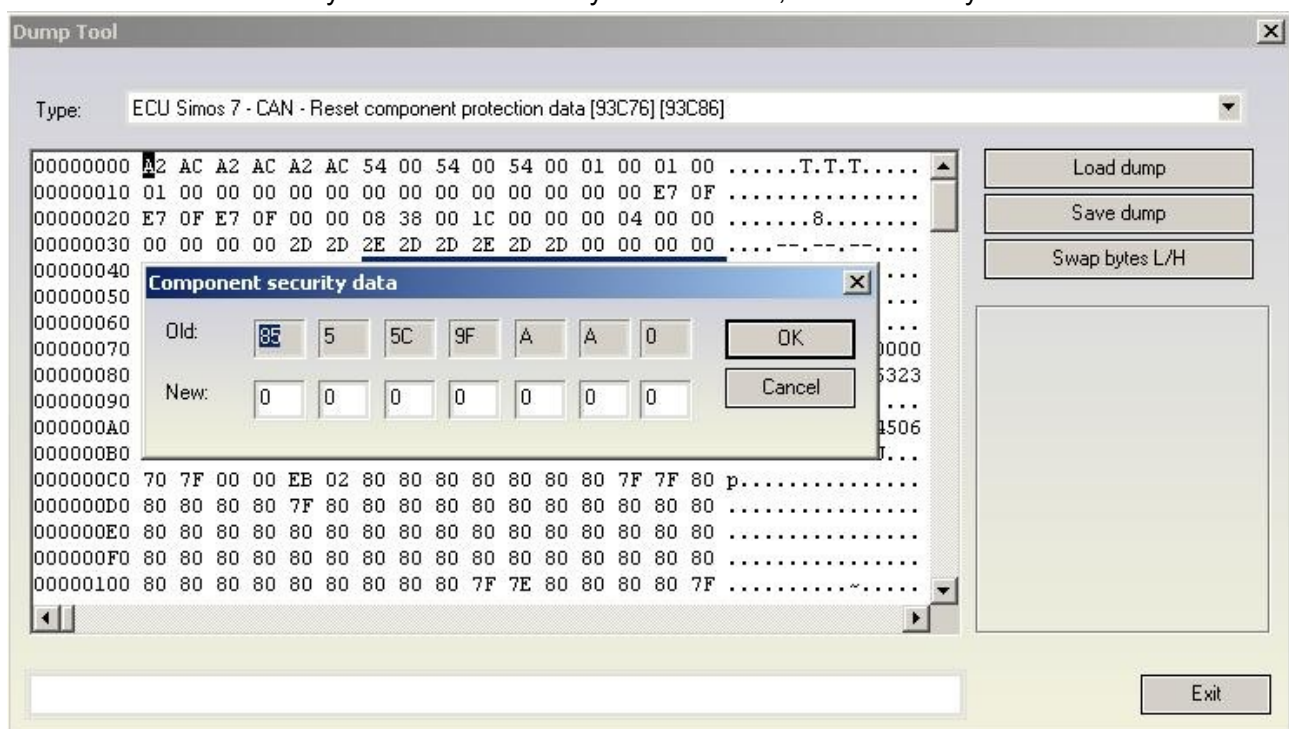 Dump Tool
Type: ECU Simos 7 - CAN - Reset component protection data [93C76] [93C86]
00000000 A2 AC A2 AC A2 AC 54 00 54 00 54 00 01 00 01 00 ......T.T.T.....
00000010 01 00 00 00 00 00 00 00 00 00 00 00 00 00 E7 0F ................
00000020 E7 0F E7 0F 00 00 08 38 00 1C 00 00 00 04 00 00 .......8........
00000030 00 00 00 00 2D 2D 2E 2D 2D 2E 2D 2D 00 00 00 00 ....--.--.--....
00000040 ...
00000050 ...
00000060 ...
00000070 0000
00000080 5323
00000090 ...
000000A0 4506
000000B0 ...
000000C0 70 7F 00 00 EB 02 80 80 80 80 80 80 80 7F 7F 80 p...............
000000D0 80 80 80 80 7F 80 80 80 80 80 80 80 80 80 80 80 ................
000000E0 80 80 80 80 80 80 80 80 80 80 80 80 80 80 80 80 ................
000000F0 80 80 80 80 80 80 80 80 80 80 80 80 80 80 80 80 ................
00000100 80 80 80 80 80 80 80 80 80 7F 7E 80 80 80 80 7F ..........~.....
Component security data
Old: 85 5 5C 9F A A 0
New: 0 0 0 0 0 0 0
OK
Cancel
Load dump
Save dump
Swap bytes L/H
Exit